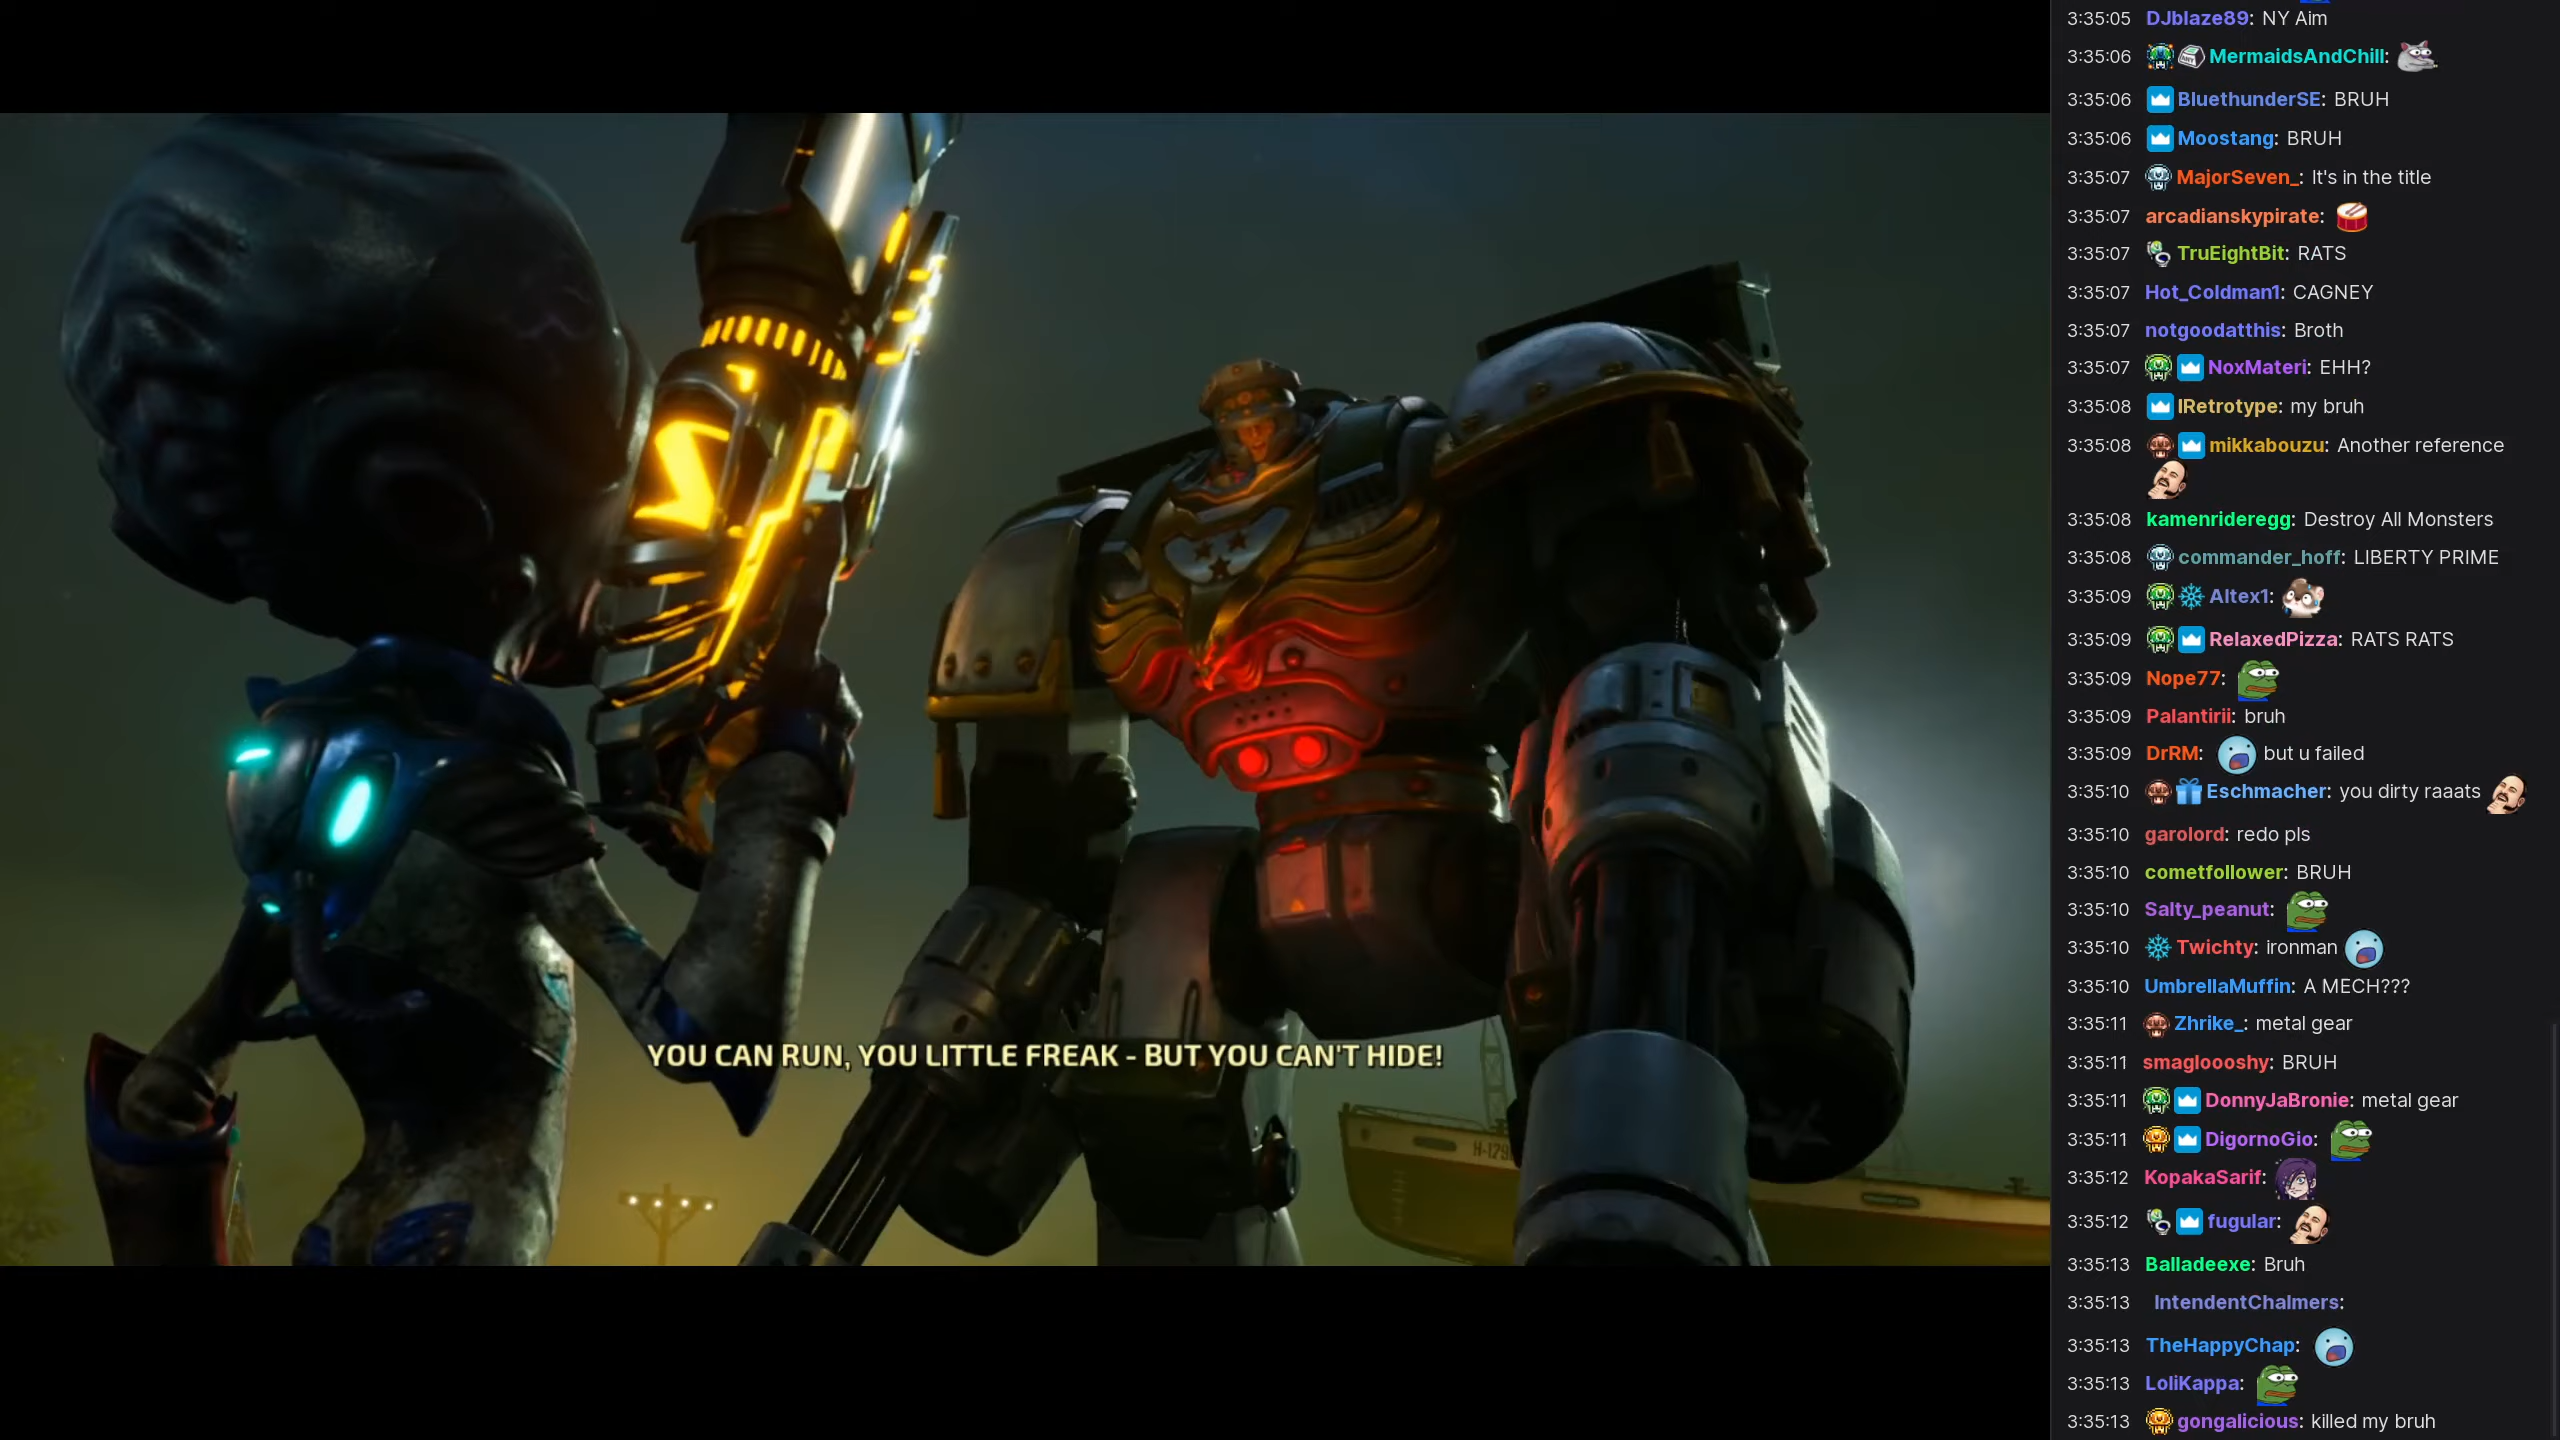 YOU CAN RUN, YOU LITTLE FREAK - BUT YOU CAN'T HIDE!
3:35:05 DJblaze89: NY Aim
3:35:06 MermaidsAndChill:
3:35:06 BluethunderSE: BRUH
3:35:06 Moostang: BRUH
3:35:07 MajorSeven_: It's in the title
3:35:07 arcadianskypirate:
3:35:07 TruEightBit: RATS
3:35:07 Hot_Coldman1: CAGNEY
3:35:07 notgoodatthis: Broth
3:35:07 NoxMateri: EHH?
3:35:08 IRetrotype: my bruh
3:35:08 mikkabouzu: Another reference
3:35:08 kamenrideregg: Destroy All Monsters
3:35:08 commander_hoff: LIBERTY PRIME
3:35:09 Altex1:
3:35:09 RelaxedPizza: RATS RATS
3:35:09 Nope77:
3:35:09 Palantirii: bruh
3:35:09 DrRM: but u failed
3:35:10 Eschmacher: you dirty raaats
3:35:10 garolord: redo pls
3:35:10 cometfollower: BRUH
3:35:10 Salty_peanut:
3:35:10 Twichty: ironman
3:35:10 UmbrellaMuffin: A MECH???
3:35:11 Zhrike_: metal gear
3:35:11 smagloooshy: BRUH
3:35:11 DonnyJaBronie: metal gear
3:35:11 DigornoGio:
3:35:12 KopakaSarif:
3:35:12 fugular:
3:35:13 Balladeexe: Bruh
3:35:13 IntendentChalmers:
3:35:13 TheHappyChap:
3:35:13 LoliKappa:
3:35:13 gongalicious: killed my bruh